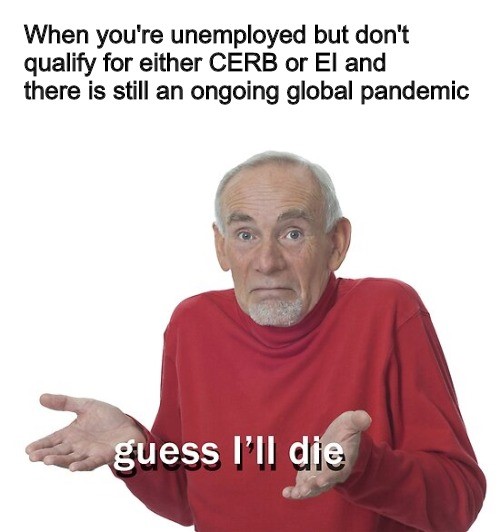 When you're unemployed but don't
qualify for either CERB or EI and
there is still an ongoing global pandemic
guess I'll die